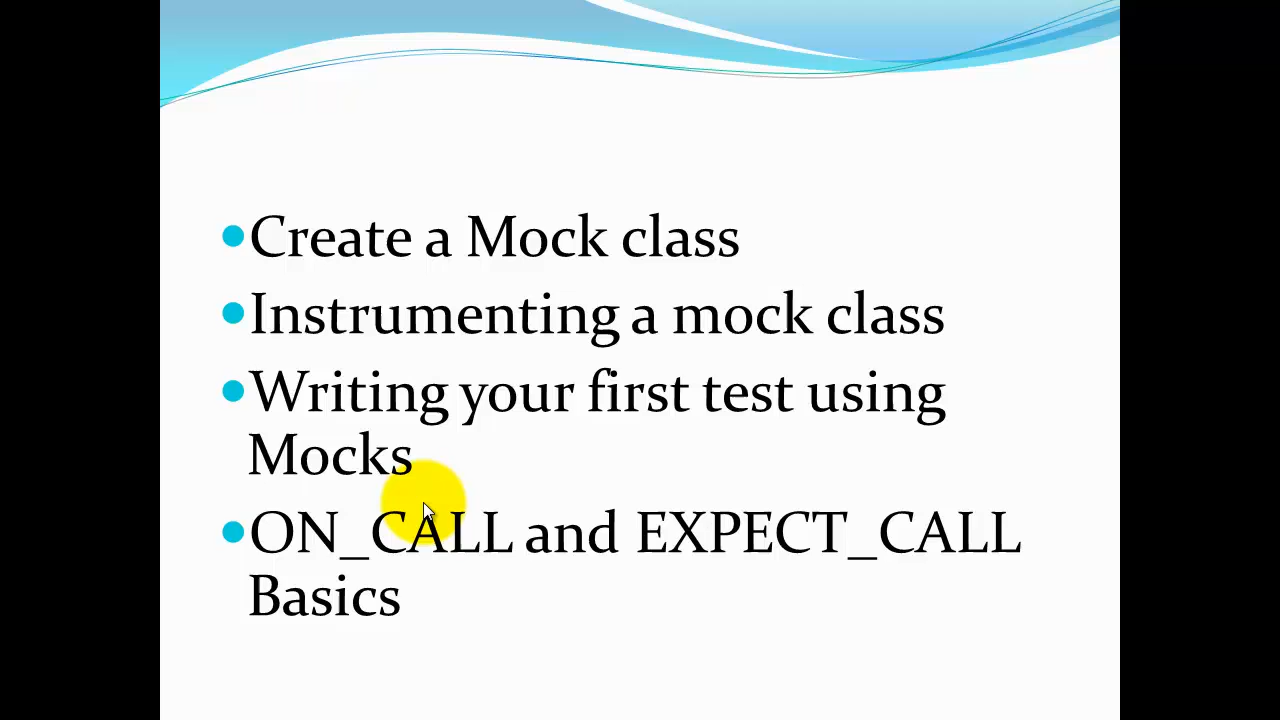 Create a Mock class
Instrumenting a mock class
Writing your first test using
Mocks
ON_CALL and EXPECT_CALL
Basics